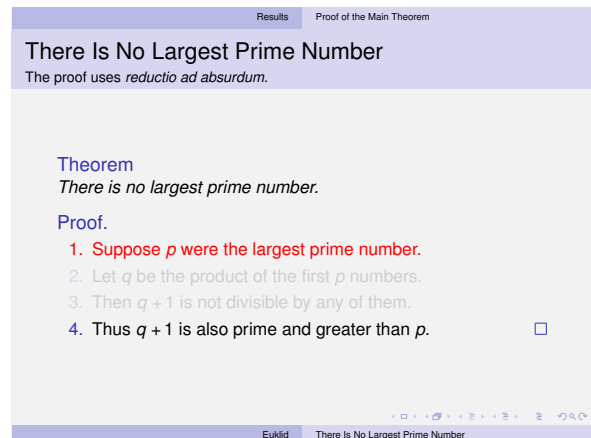 Results Proof of the Main Theorem
There Is No Largest Prime Number
The proof uses reductio ad absurdum.
Theorem
There is no largest prime number.
Proof.
1. Suppose p were the largest prime number.
2. Let q be the product of the first p numbers.
3. Then q + 1 is not divisible by any of them.
4. Thus q + 1 is also prime and greater than p. □
Euklid There Is No Largest Prime Number